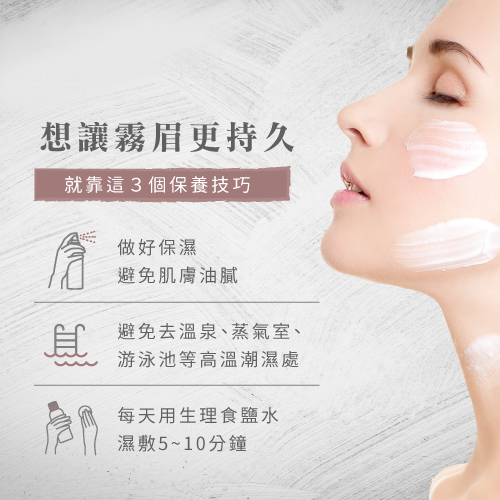 想讓霧眉更持久
就靠這3個保養技巧
做好保濕
避免肌膚油膩
避免去溫泉、蒸氣室、
游泳池等高溫潮濕處
每天用生理食鹽水
濕敷5~10分鐘